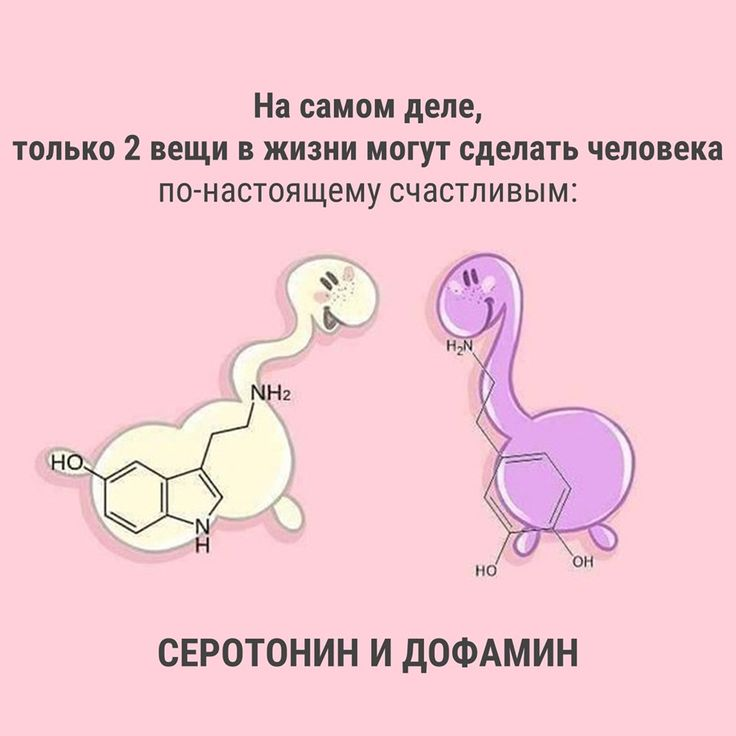 На самом деле,
только 2 вещи в жизни могут сделать человека
по-настоящему счастливым:
H₂N
NH₂
HO
N
H
HO
OH
СЕРОТОНИН И ДОФАМИН